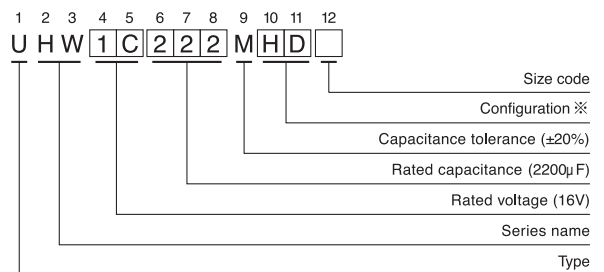 1 2 3 4 5 6 7 8 9 10 11 12
U H W 1 C 2 2 2 M H D
Size code
Configuration ※
Capacitance tolerance (±20%)
Rated capacitance (2200μF)
Rated voltage (16V)
Series name
Type